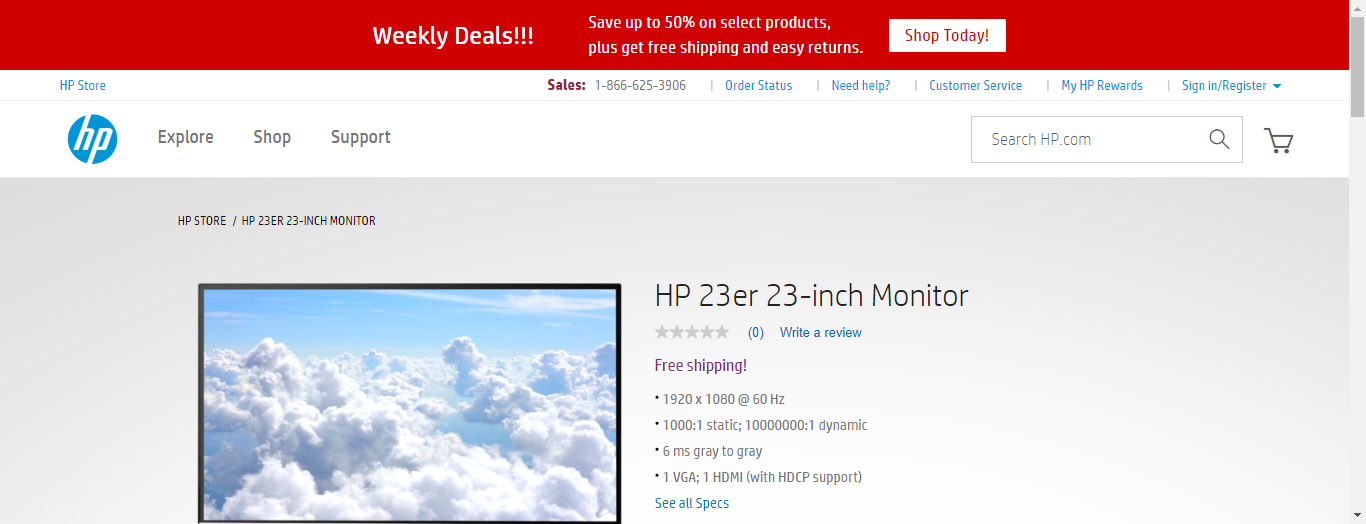 Weekly Deals!!!
Save up to 50% on select products,
plus get free shipping and easy returns.
Shop Today!
HP Store
Sales: 1-866-625-3906 | Order Status | Need help? | Customer Service | My HP Rewards | Sign in/Register
hp
Explore Shop Support
Search HP.com
HP STORE / HP 23ER 23-INCH MONITOR
HP 23er 23-inch Monitor
(0) Write a review
Free shipping!
• 1920 x 1080 @ 60 Hz
• 1000:1 static; 10000000:1 dynamic
• 6 ms gray to gray
• 1 VGA; 1 HDMI (with HDCP support)
See all Specs